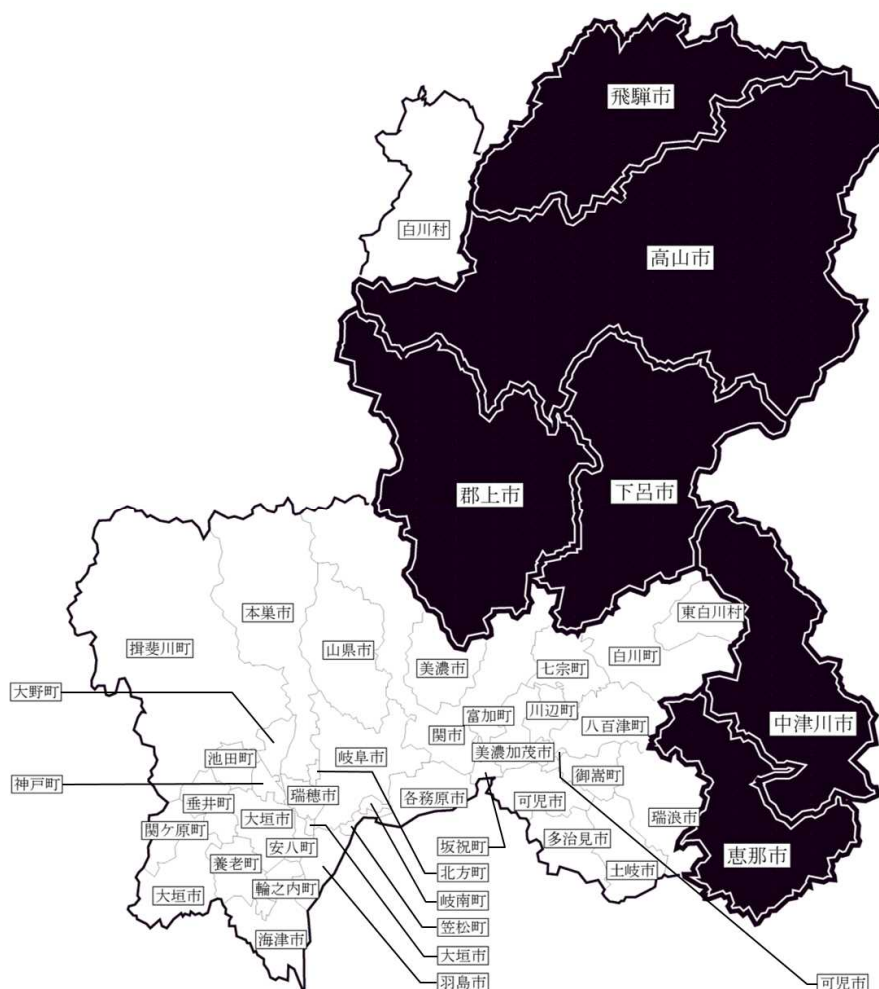 飛騨市
白川村
高山市
郡上市
下呂市
本巣市
東白川村
揖斐川町
山県市
美濃市
七宗町
白川町
大野町
富加町
川辺町
八百津町
中津川市
関市
池田町
岐阜市
美濃加茂市
御嵩町
神戸町
垂井町
瑞穂市
各務原市
可児市
瑞浪市
関ケ原町
大垣市
安八町
坂祝町
多治見市
恵那市
養老町
北方町
土岐市
大垣市
輪之内町
岐南町
笠松町
海津市
大垣市
羽島市
可児市